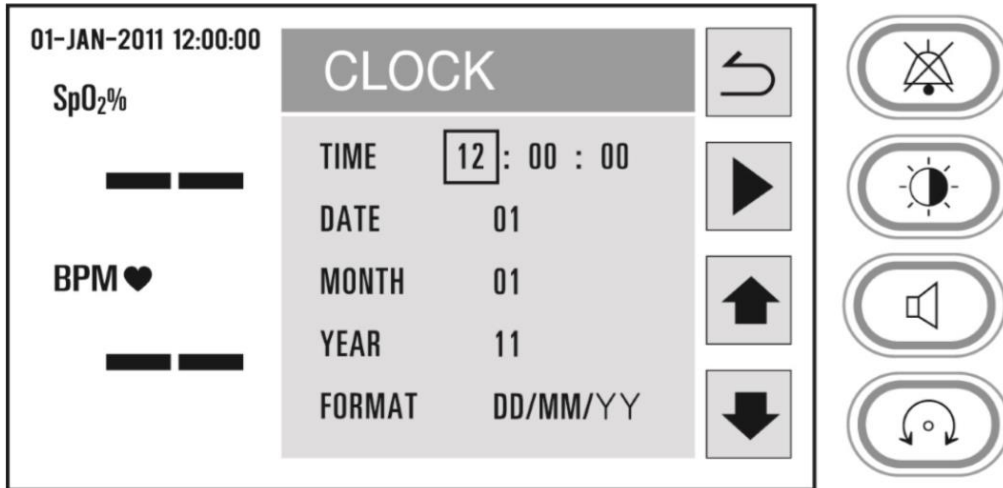 01-JAN-2011 12:00:00
SpO₂%
-- --
BPM♥
-- --
CLOCK
TIME 12 : 00 : 00
DATE 01
MONTH 01
YEAR 11
FORMAT DD/MM/YY